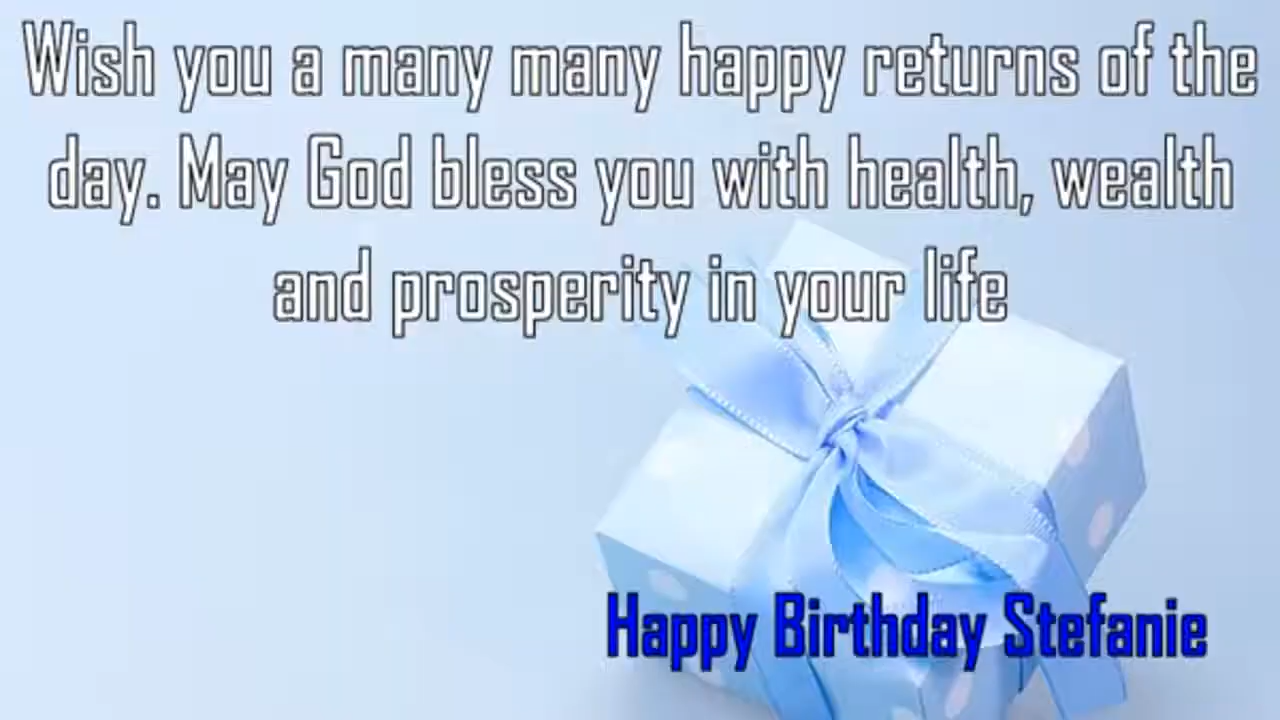 Wish you a many many happy returns of the
day. May God bless you with health, wealth
and prosperity in your life
Happy Birthday Stefanie